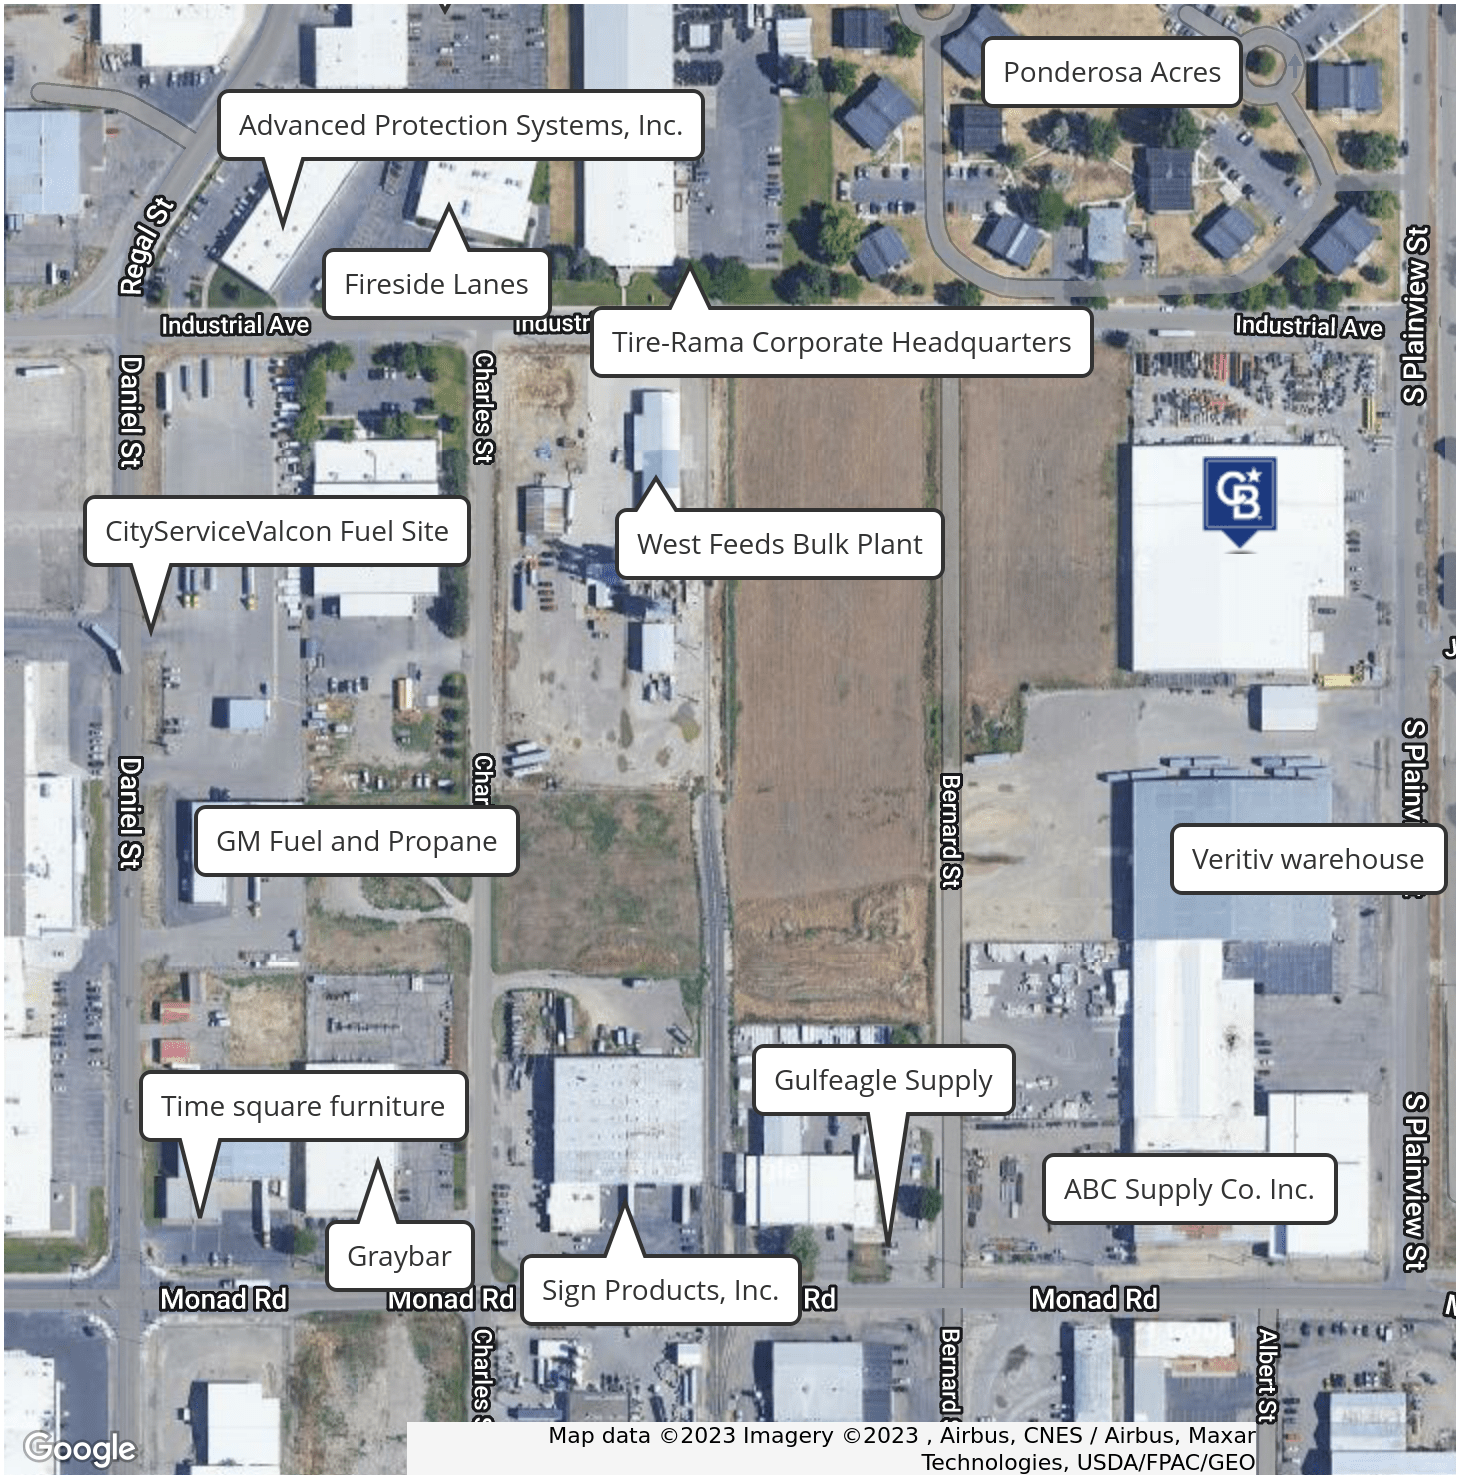 Ponderosa Acres
Advanced Protection Systems, Inc.
Regal St
Fireside Lanes
S Plainview St
Industrial Ave
Industr
Industrial Ave
Tire-Rama Corporate Headquarters
Daniel St
Charles St
CB
CityServiceValcon Fuel Site
West Feeds Bulk Plant
J
Daniel St
Char
Bernard St
S Plainv
GM Fuel and Propane
Veritiv warehouse
Gulfeagle Supply
Time square furniture
S Plainview St
ABC Supply Co. Inc.
Graybar
Sign Products, Inc.
Monad Rd
Monad Rd
Rd
Monad Rd
Charles S
Bernard S
Albert St
Google
Map data ©2023 Imagery ©2023 , Airbus, CNES / Airbus, Maxar
Technologies, USDA/FPAC/GEO